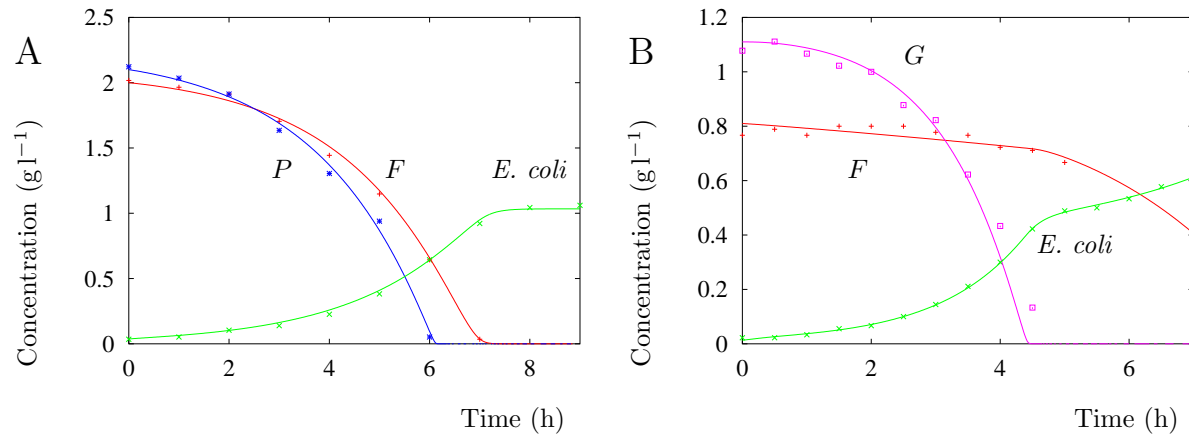 A
Concentration (g l⁻¹)
2.5
2
1.5
1
0.5
0
P
F
E. coli
0 2 4 6 8
Time (h)
B
Concentration (g l⁻¹)
1.2
1
0.8
0.6
0.4
0.2
0
G
F
E. coli
0 2 4 6
Time (h)